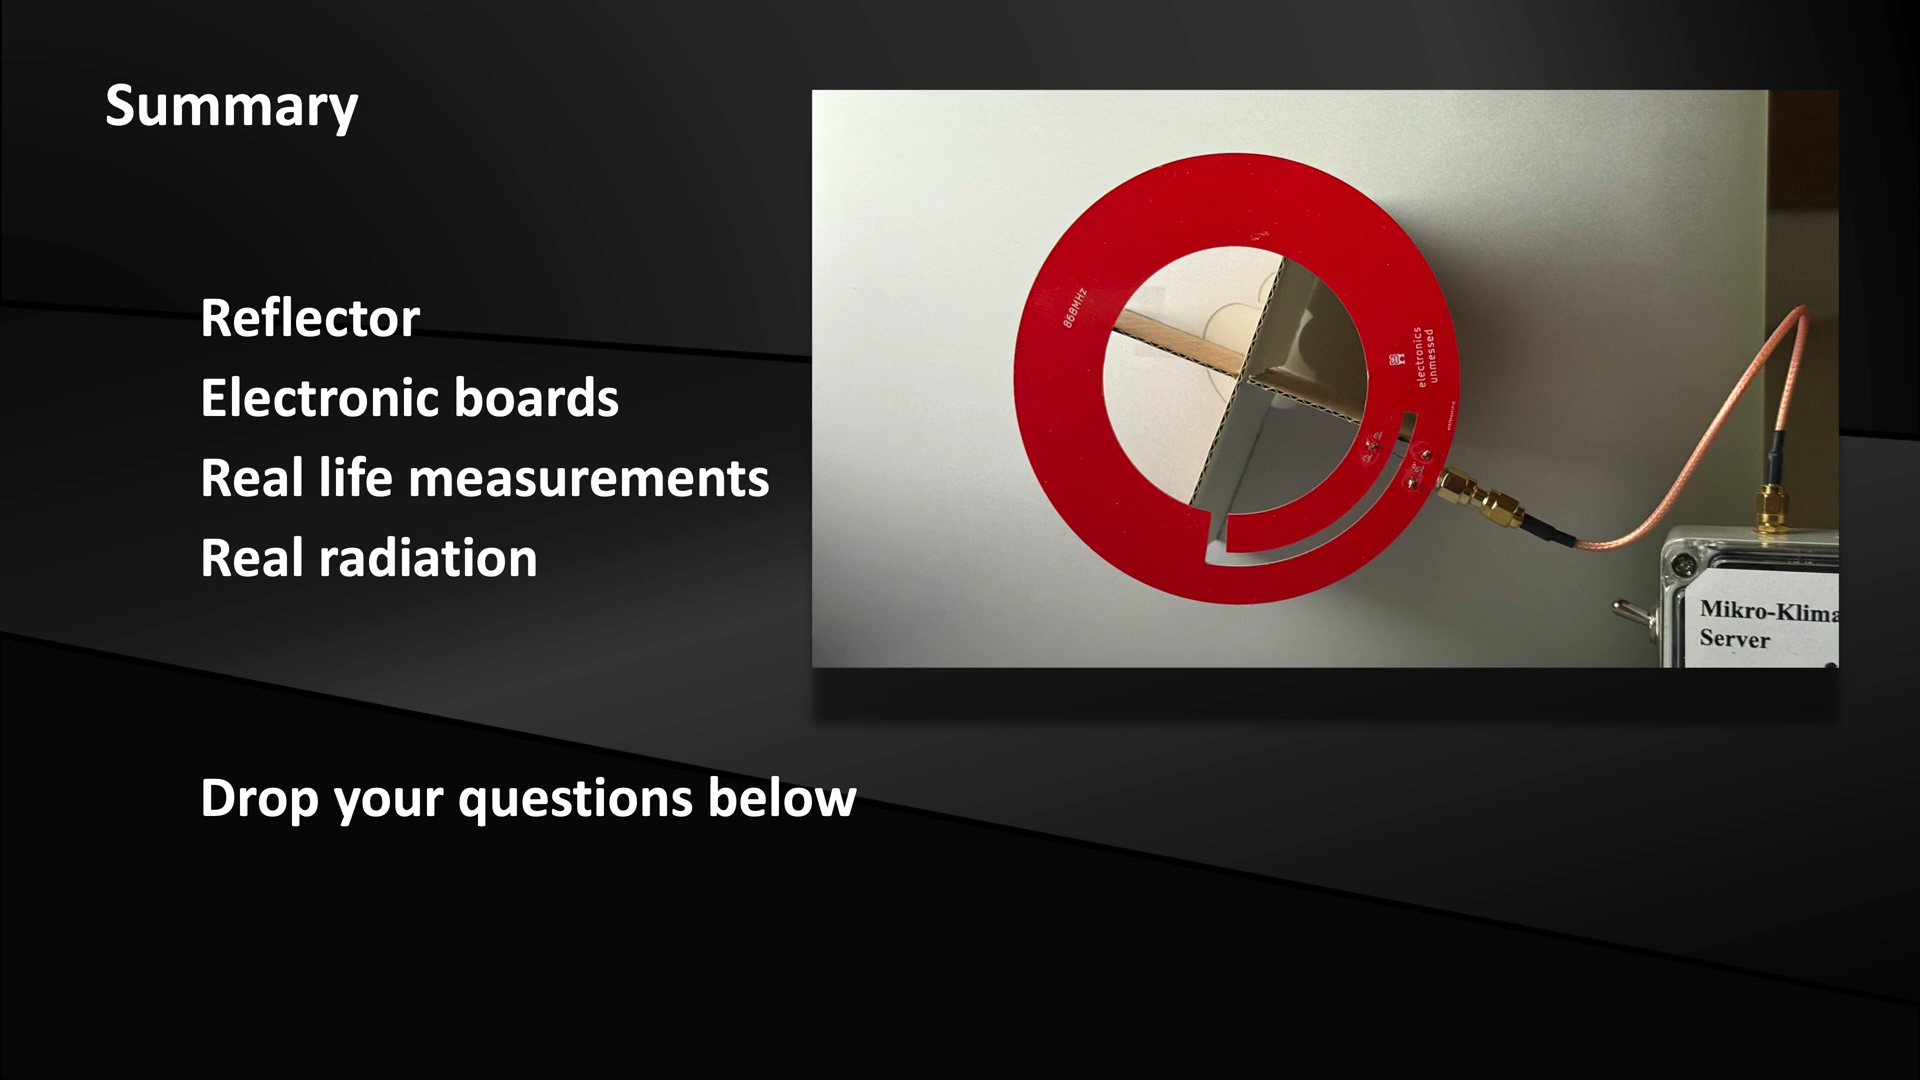 Summary
Reflector
Electronic boards
Real life measurements
Real radiation
Drop your questions below
868MHz
electronics
unmessed
Mikro-Klima
Server